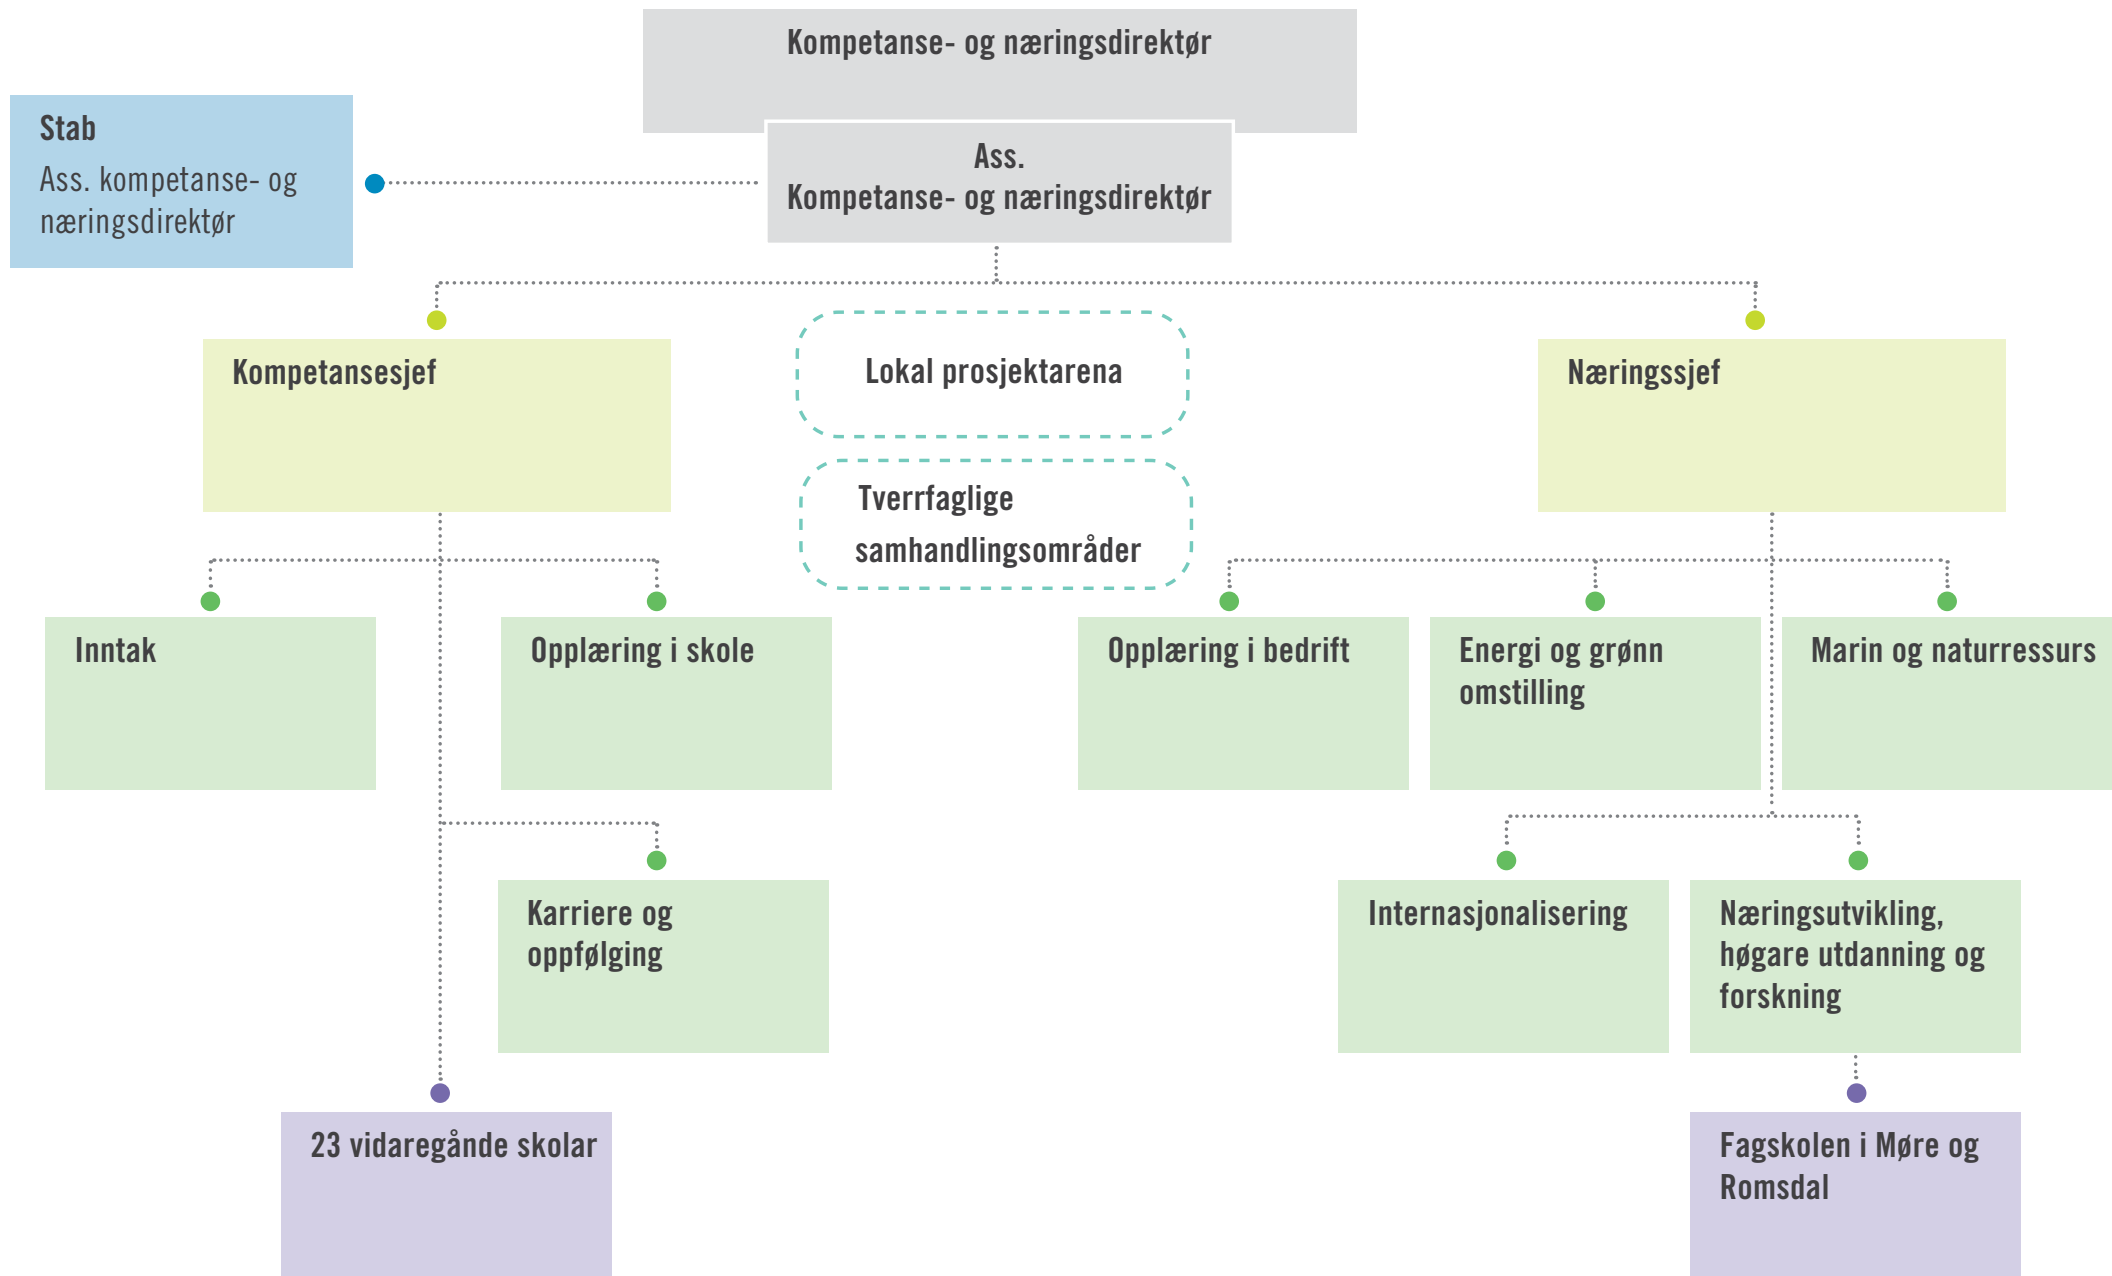 Kompetanse- og næringsdirektør
Stab
Ass. kompetanse- og
næringsdirektør
Ass.
Kompetanse- og næringsdirektør
Kompetansesjef
Lokal prosjektarena
Næringssjef
Tverrfaglige
samhandlingsområder
Inntak
Opplæring i skole
Opplæring i bedrift
Energi og grønn
omstilling
Marin og naturressurs
Karriere og
oppfølging
Internasjonalisering
Næringsutvikling,
høgare utdanning og
forskning
23 vidaregånde skolar
Fagskolen i Møre og
Romsdal